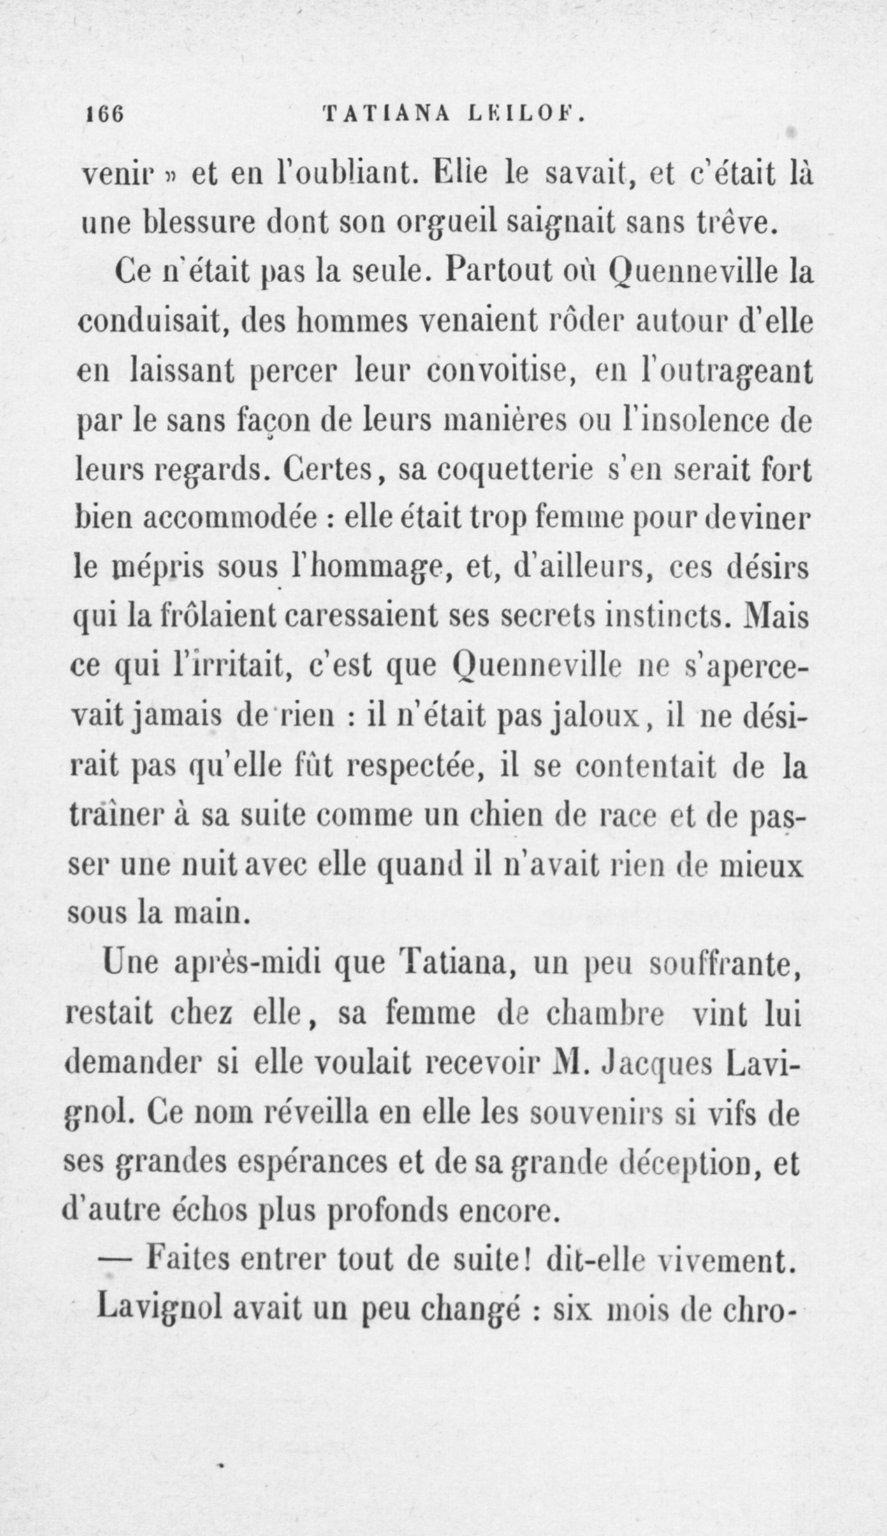 166 TATIANA LEILOF.
venir » et en l'oubliant. Elle le savait, et c'était là
une blessure dont son orgueil saignait sans trêve.
Ce n'était pas la seule. Partout où Quenneville la
conduisait, des hommes venaient rôder autour d'elle
en laissant percer leur convoitise, en l'outrageant
par le sans façon de leurs manières ou l'insolence de
leurs regards. Certes, sa coquetterie s'en serait fort
bien accommodée : elle était trop femme pour deviner
le mépris sous l'hommage, et, d'ailleurs, ces désirs
qui la frôlaient caressaient ses secrets instincts. Mais
ce qui l'irritait, c'est que Quenneville ne s'aperce-
vait jamais de rien : il n'était pas jaloux, il ne dési-
rait pas qu'elle fût respectée, il se contentait de la
traîner à sa suite comme un chien de race et de pas-
ser une nuit avec elle quand il n'avait rien de mieux
sous la main.
Une après-midi que Tatiana, un peu souffrante,
restait chez elle, sa femme de chambre vint lui
demander si elle voulait recevoir M. Jacques Lavi-
gnol. Ce nom réveilla en elle les souvenirs si vifs de
ses grandes espérances et de sa grande déception, et
d'autre échos plus profonds encore.
— Faites entrer tout de suite! dit-elle vivement.
Lavignol avait un peu changé : six mois de chro-